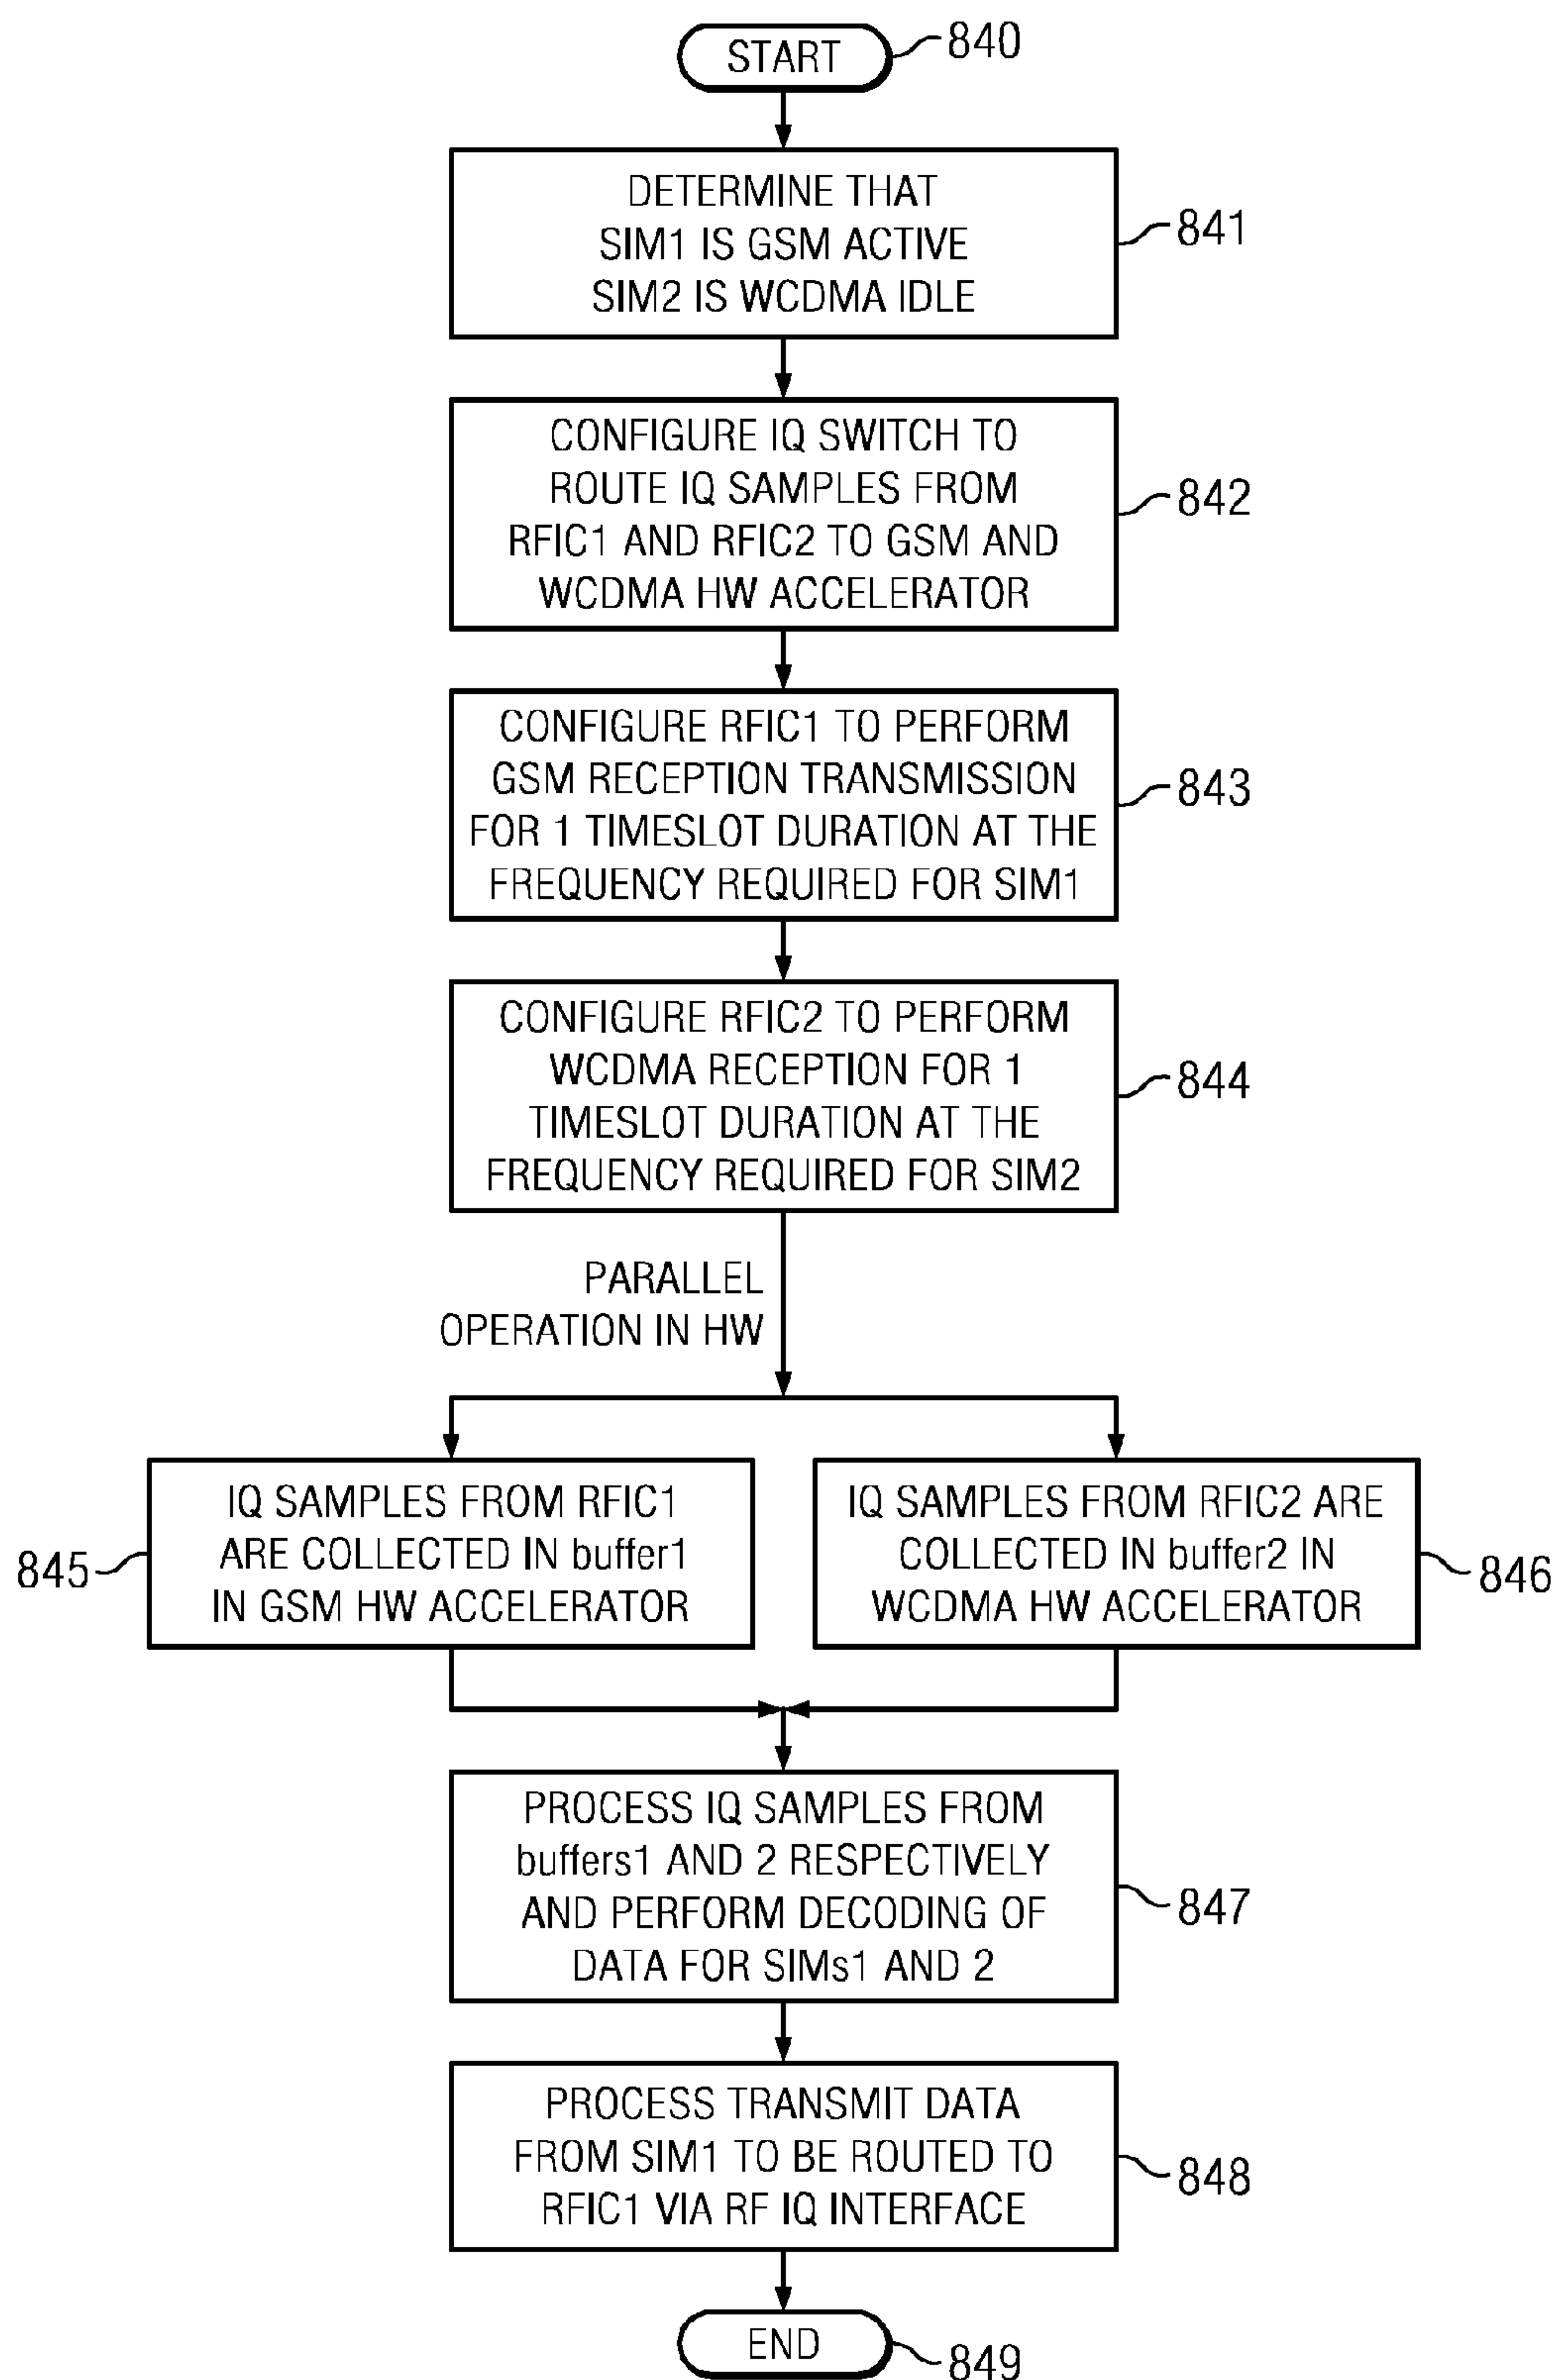 START
840
DETERMINE THAT
SIM1 IS GSM ACTIVE
SIM2 IS WCDMA IDLE
841
CONFIGURE IQ SWITCH TO
ROUTE IQ SAMPLES FROM
RFIC1 AND RFIC2 TO GSM AND
WCDMA HW ACCELERATOR
842
CONFIGURE RFIC1 TO PERFORM
GSM RECEPTION TRANSMISSION
FOR 1 TIMESLOT DURATION AT THE
FREQUENCY REQUIRED FOR SIM1
843
CONFIGURE RFIC2 TO PERFORM
WCDMA RECEPTION FOR 1
TIMESLOT DURATION AT THE
FREQUENCY REQUIRED FOR SIM2
844
PARALLEL
OPERATION IN HW
IQ SAMPLES FROM RFIC1
ARE COLLECTED IN buffer1
IN GSM HW ACCELERATOR
845
IQ SAMPLES FROM RFIC2 ARE
COLLECTED IN buffer2 IN
WCDMA HW ACCELERATOR
846
PROCESS IQ SAMPLES FROM
buffers1 AND 2 RESPECTIVELY
AND PERFORM DECODING OF
DATA FOR SIMs1 AND 2
847
PROCESS TRANSMIT DATA
FROM SIM1 TO BE ROUTED TO
RFIC1 VIA RF IQ INTERFACE
848
END
849